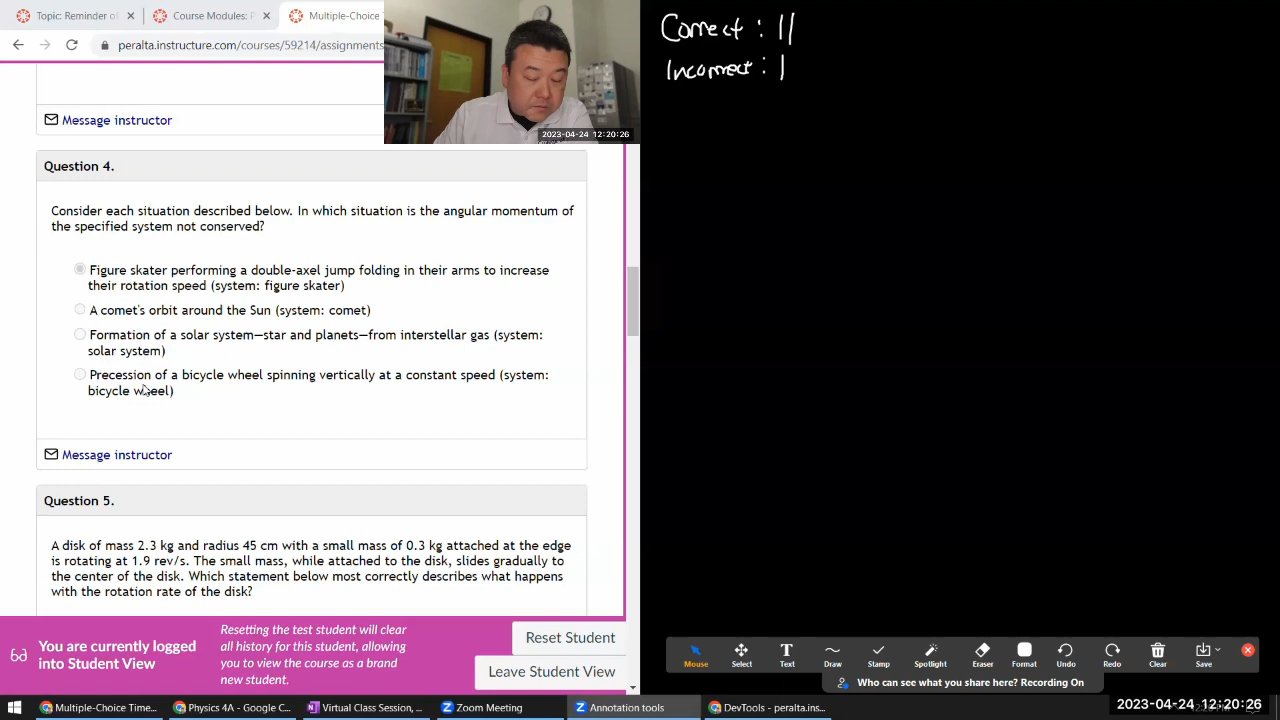 Topic Reminder of
Course Modules: P
Multiple-Choice
peralta.instructure.com/courses/59214/assignments
2023-04-24 12:20:26
Correct : ||
Incorrect : |
Message instructor
Question 4.
Consider each situation described below. In which situation is the angular momentum of
the specified system not conserved?
Figure skater performing a double-axel jump folding in their arms to increase
their rotation speed (system: figure skater)
A comet's orbit around the Sun (system: comet)
Formation of a solar system—star and planets—from interstellar gas (system:
solar system)
Precession of a bicycle wheel spinning vertically at a constant speed (system:
bicycle wheel)
Message instructor
Question 5.
A disk of mass 2.3 kg and radius 45 cm with a small mass of 0.3 kg attached at the edge
is rotating at 1.9 rev/s. The small mass, while attached to the disk, slides gradually to
the center of the disk. Which statement below most correctly describes what happens
with the rotation rate of the disk?
You are currently logged
into Student View
Resetting the test student will clear
all history for this student, allowing
you to view the course as a brand
new student.
Reset Student
Leave Student View
Mouse Select Text Draw Stamp Spotlight Eraser Format Undo Redo Clear Save
Who can see what you share here? Recording On
Multiple-Choice Time... Physics 4A - Google C... Virtual Class Session, ... Zoom Meeting Annotation tools DevTools - peralta.ins...
2023-04-24 12:20:26